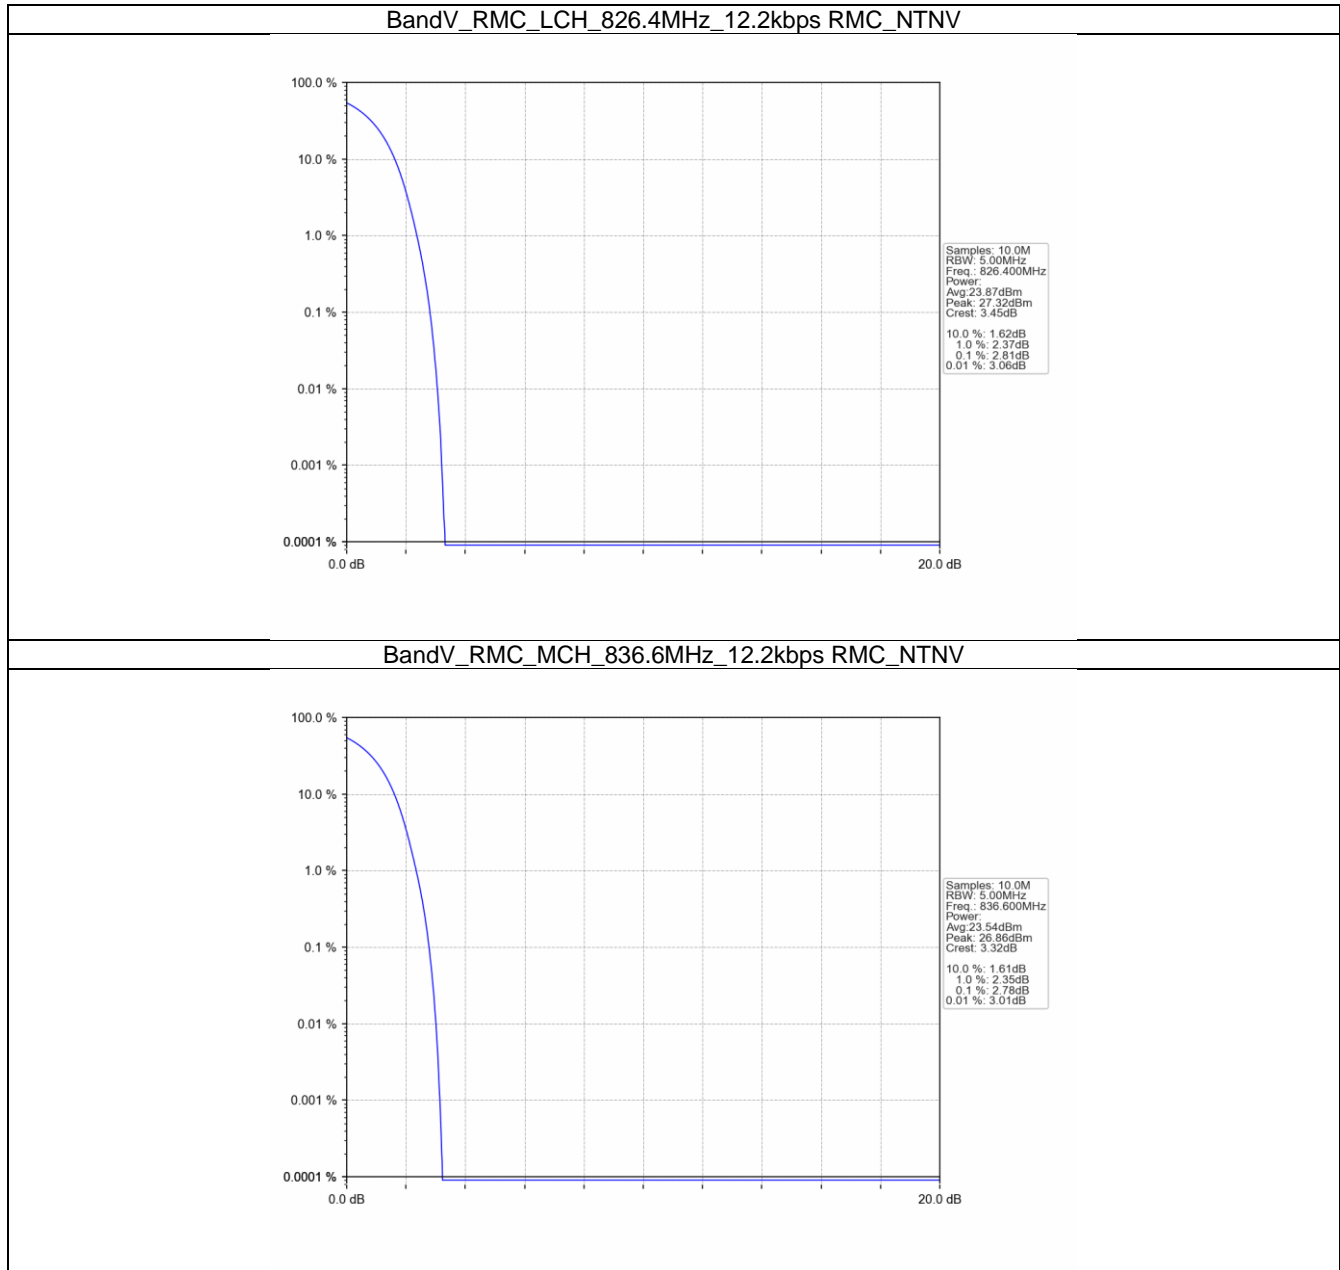 BandV_RMC_LCH_826.4MHz_12.2kbps RMC_NTNV
100.0 %
10.0 %
1.0 %
0.1 %
0.01 %
0.001 %
0.0001 %
0.0 dB
20.0 dB
Samples: 10.0M
RBW: 5.00MHz
Freq.: 826.400MHz
Power:
Avg:23.87dBm
Peak: 27.32dBm
Crest: 3.45dB
10.0 %: 1.62dB
1.0 %: 2.37dB
0.1 %: 2.81dB
0.01 %: 3.06dB
BandV_RMC_MCH_836.6MHz_12.2kbps RMC_NTNV
100.0 %
10.0 %
1.0 %
0.1 %
0.01 %
0.001 %
0.0001 %
0.0 dB
20.0 dB
Samples: 10.0M
RBW: 5.00MHz
Freq.: 836.600MHz
Power:
Avg:23.54dBm
Peak: 26.86dBm
Crest: 3.32dB
10.0 %: 1.61dB
1.0 %: 2.35dB
0.1 %: 2.78dB
0.01 %: 3.01dB